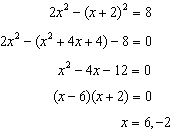 2x² − (x + 2)² = 8
2x² − (x² + 4x + 4) − 8 = 0
x² − 4x − 12 = 0
(x − 6)(x + 2) = 0
x = 6, −2